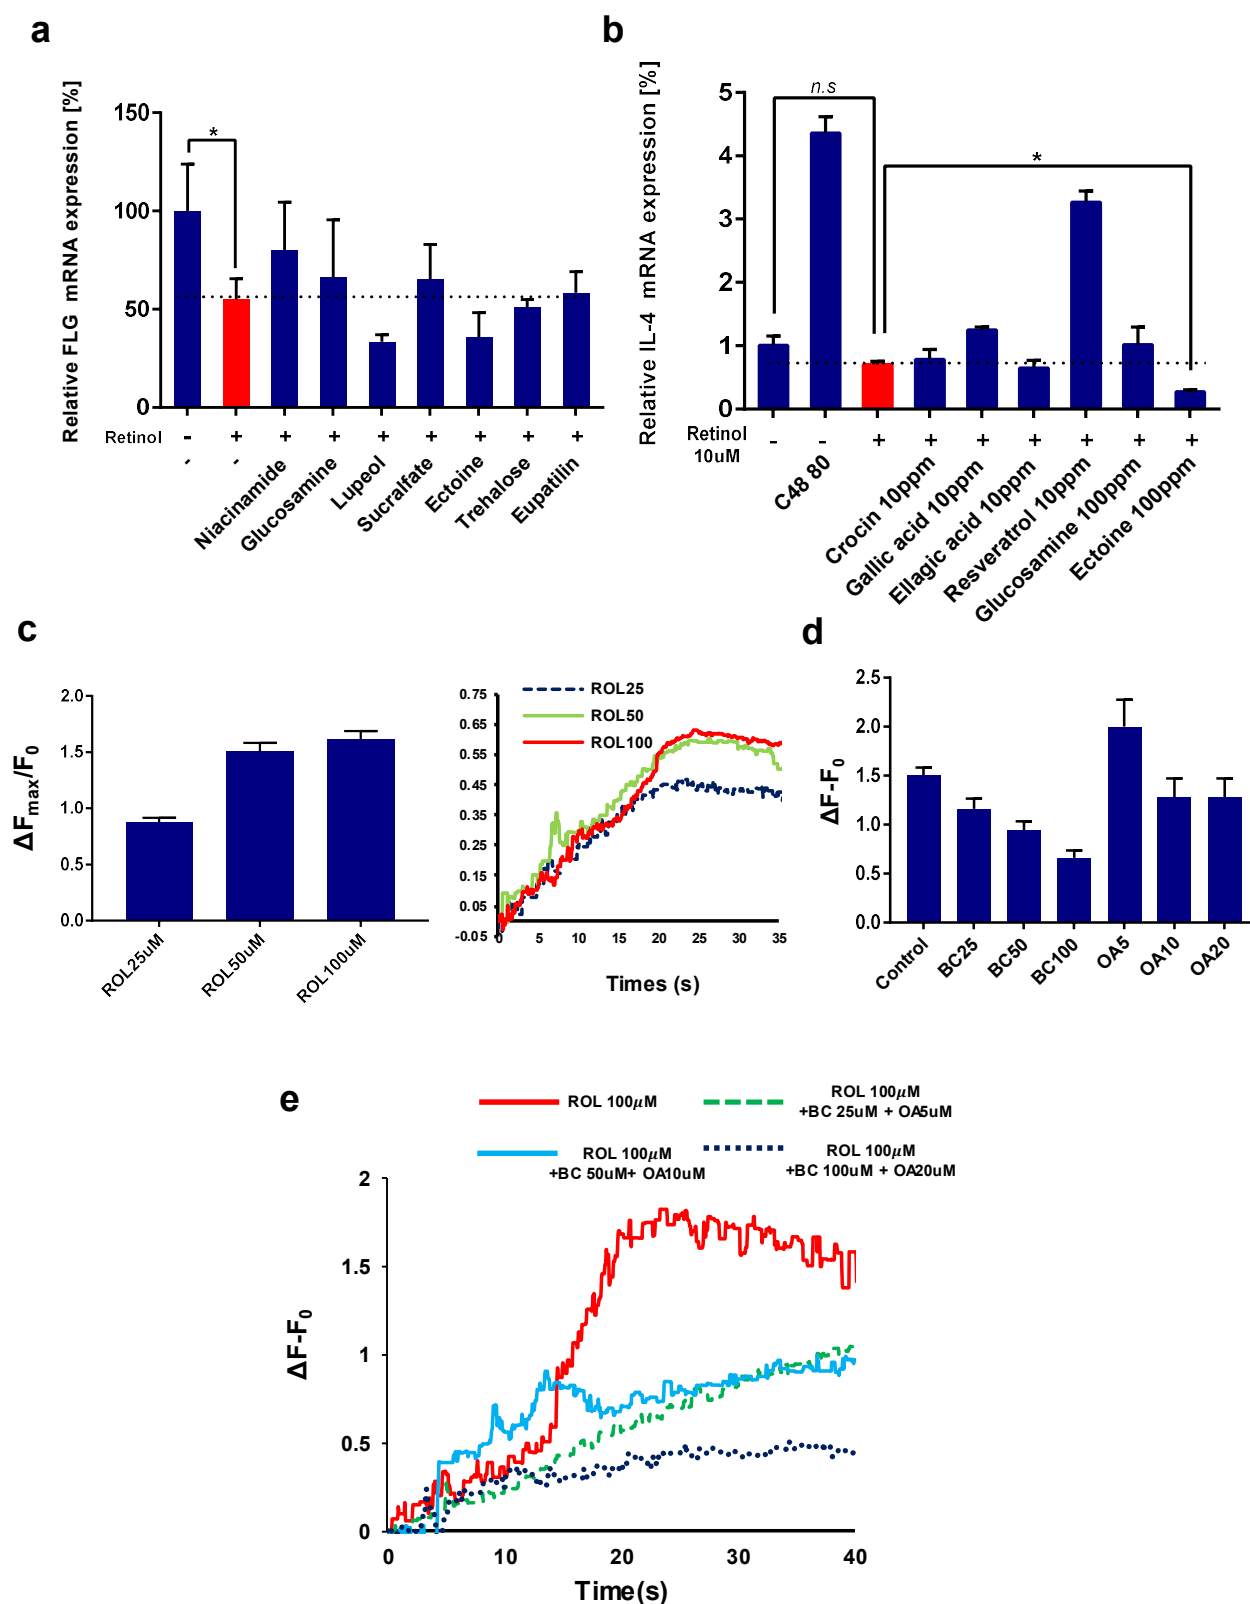 a
Relative FLG mRNA expression [%]
150
100
50
0
*
Retinol - + + + + + + + +
- - Niacinamide Glucosamine Lupeol Sucralfate Ectoine Trehalose Eupatilin
b
Relative IL-4 mRNA expression [%]
5
4
3
2
1
0
n.s
*
Retinol
10uM
- - + + + + + + +
C48 80 Crocin 10ppm Gallic acid 10ppm Ellagic acid 10ppm Resveratrol 10ppm Glucosamine 100ppm Ectoine 100ppm
c
ΔFmax/F0
2.0
1.5
1.0
0.5
0.0
ROL25uM ROL50uM ROL100uM
0.75
0.65
0.55
0.45
0.35
0.25
0.15
0.05
-0.05
ROL25
ROL50
ROL100
0 5 10 15 20 25 30 35
Times (s)
d
ΔF-F0
2.5
2.0
1.5
1.0
0.5
0.0
Control BC25 BC50 BC100 OA5 OA10 OA20
e
ROL 100μM
ROL 100μM
+BC 25uM + OA5uM
ROL 100μM
+BC 50uM+ OA10uM
ROL 100μM
+BC 100uM + OA20uM
ΔF-F0
2
1.5
1
0.5
0
0 10 20 30 40
Time(s)